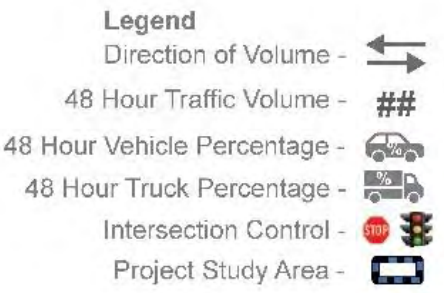 Legend
Direction of Volume -
48 Hour Traffic Volume - ##
48 Hour Vehicle Percentage - %
48 Hour Truck Percentage - %
Intersection Control - STOP
Project Study Area -